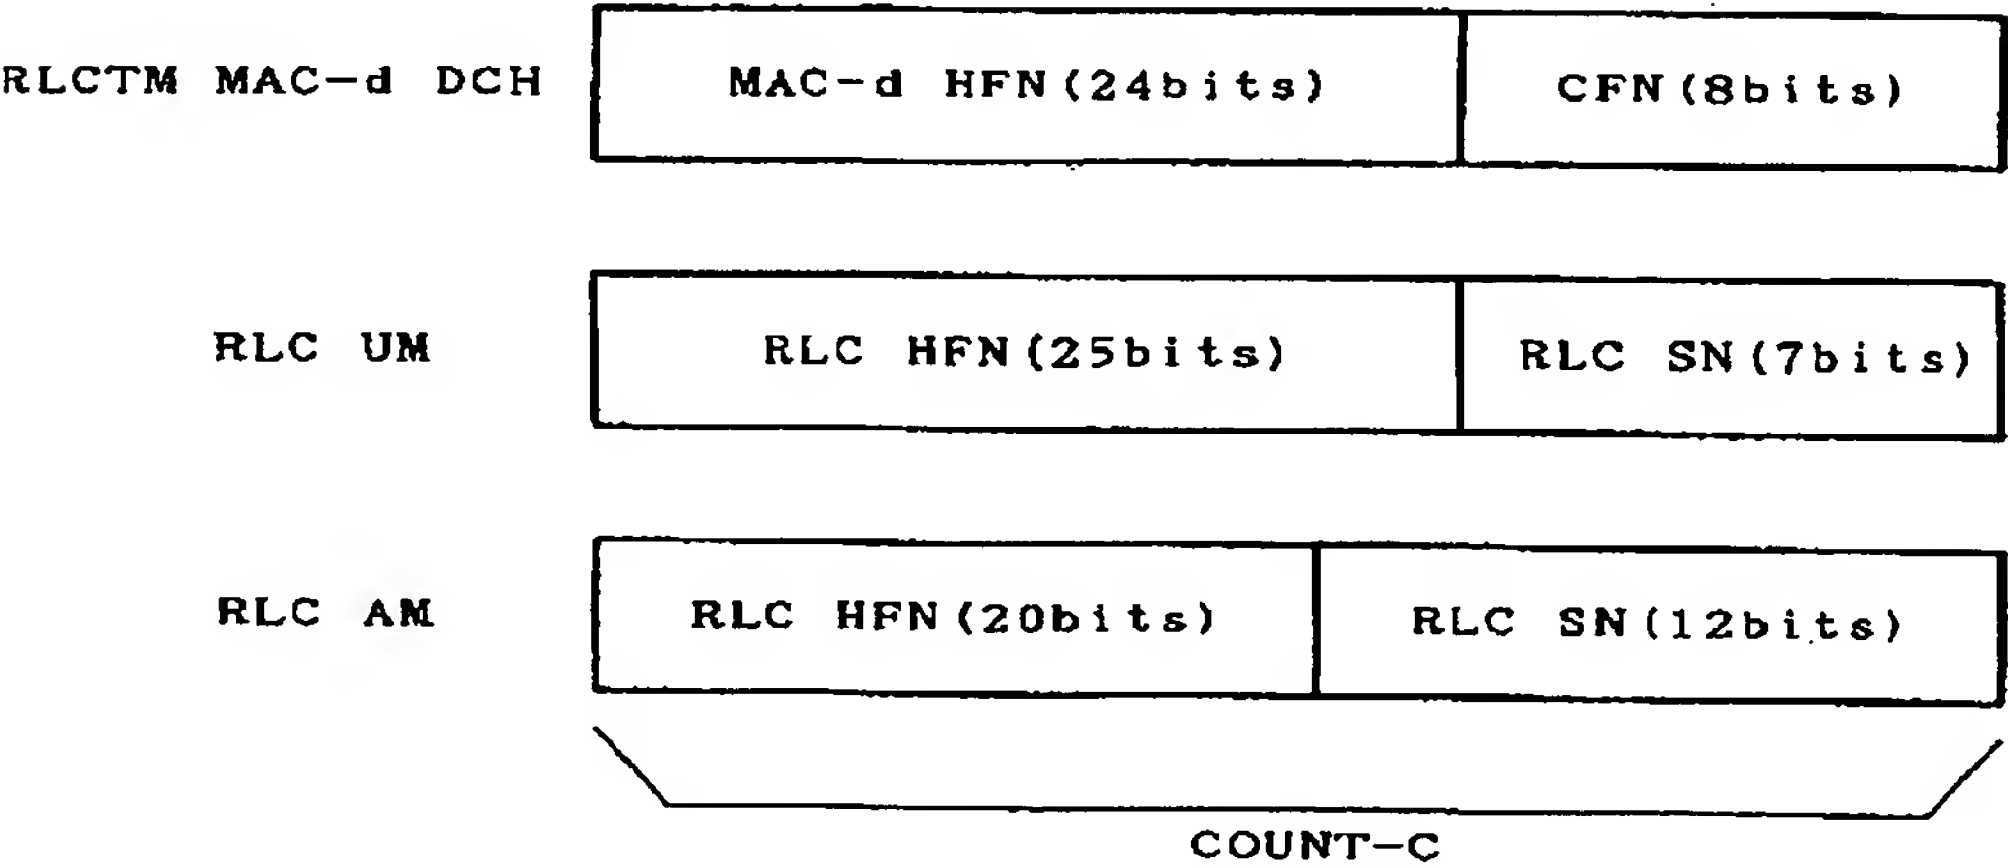 RLCTM MAC-d DCH MAC-d HFN(24bits) CFN(8bits)
RLC UM RLC HFN(25bits) RLC SN(7bits)
RLC AM RLC HFN(20bits) RLC SN(12bits)
COUNT-C